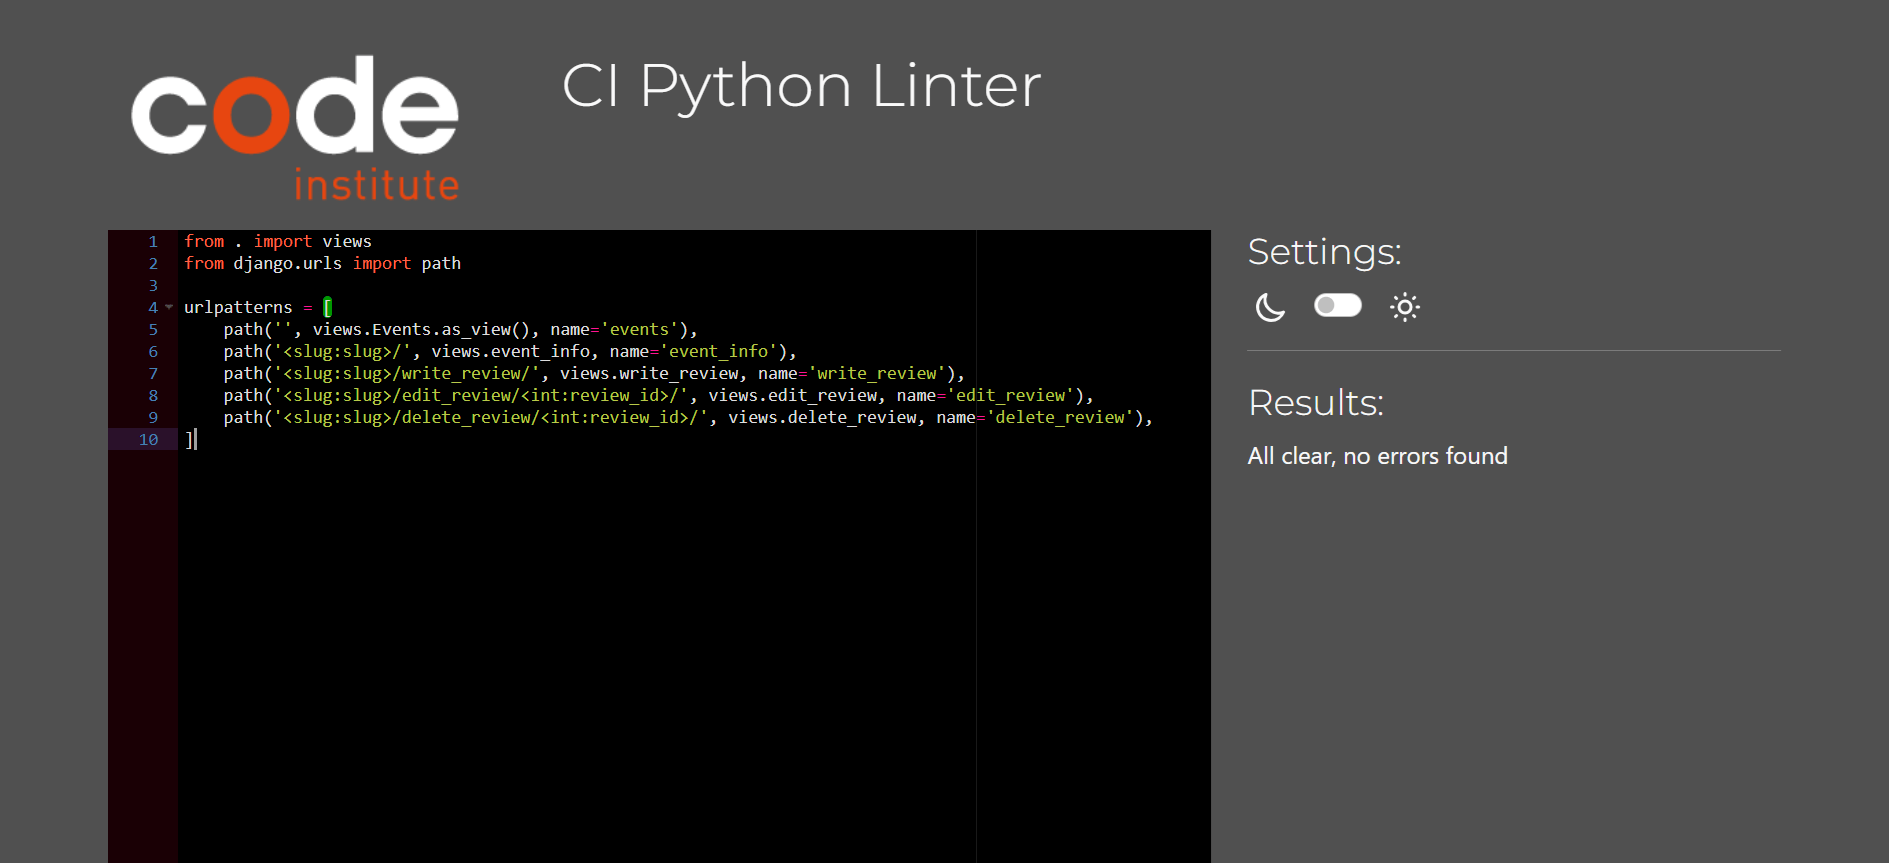 code
institute
CI Python Linter
1 from . import views
2 from django.urls import path
3
4 urlpatterns = [
5     path('', views.Events.as_view(), name='events'),
6     path('<slug:slug>/', views.event_info, name='event_info'),
7     path('<slug:slug>/write_review/', views.write_review, name='write_review'),
8     path('<slug:slug>/edit_review/<int:review_id>/', views.edit_review, name='edit_review'),
9     path('<slug:slug>/delete_review/<int:review_id>/', views.delete_review, name='delete_review'),
10 ]
Settings:
Results:
All clear, no errors found